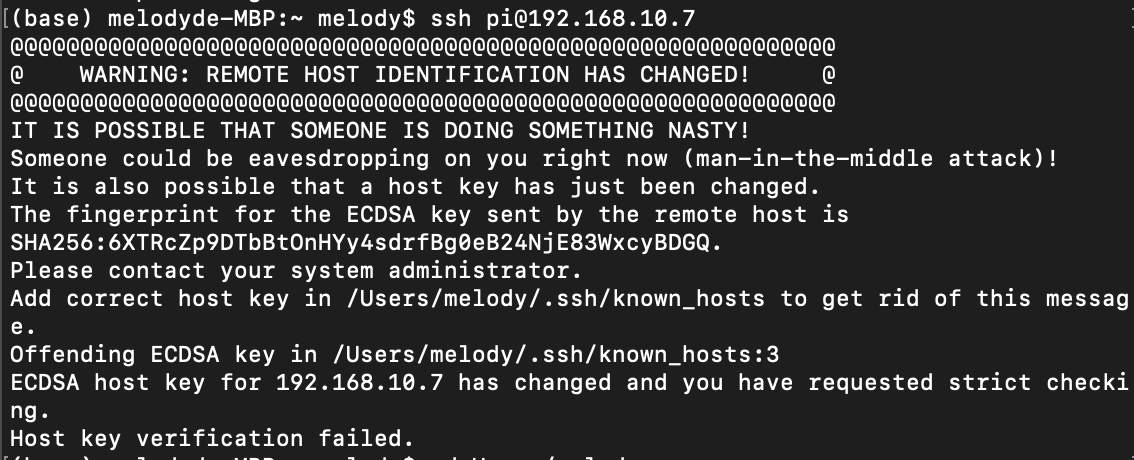 [(base) melodyde-MBP:~ melody$ ssh pi@192.168.10.7 ]
@@@@@@@@@@@@@@@@@@@@@@@@@@@@@@@@@@@@@@@@@@@@@@@@@@@@@@@@@@@
@    WARNING: REMOTE HOST IDENTIFICATION HAS CHANGED!     @
@@@@@@@@@@@@@@@@@@@@@@@@@@@@@@@@@@@@@@@@@@@@@@@@@@@@@@@@@@@
IT IS POSSIBLE THAT SOMEONE IS DOING SOMETHING NASTY!
Someone could be eavesdropping on you right now (man-in-the-middle attack)!
It is also possible that a host key has just been changed.
The fingerprint for the ECDSA key sent by the remote host is
SHA256:6XTRcZp9DTbBtOnHYy4sdrfBg0eB24NjE83WxcyBDGQ.
Please contact your system administrator.
Add correct host key in /Users/melody/.ssh/known_hosts to get rid of this messag
e.
Offending ECDSA key in /Users/melody/.ssh/known_hosts:3
ECDSA host key for 192.168.10.7 has changed and you have requested strict checki
ng.
Host key verification failed.